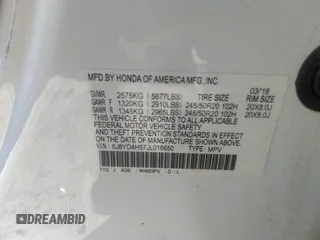 MFD.BY HONDA OF AMERICA MFG.,INC.
03/18
GVWR 2575KG (5677LBS) TIRE SIZE RIM SIZE
GAWR F 1320KG (2910LBS) 245/50R20 102H 20X8.0J
GAWR R 1345KG (2965LBS) 245/50R20 102H 20X8.0J
THIS VEHICLE CONFORMS TO ALL APPLICABLE
FEDERAL MOTOR VEHICLE SAFETY AND THEFT
PREVENTION STANDARDS IN EFFECT ON THE
DATE OF MANUFACTURE SHOWN ABOVE.
TYPE: MPV
NH883PV - D - L
AutoHelperBot